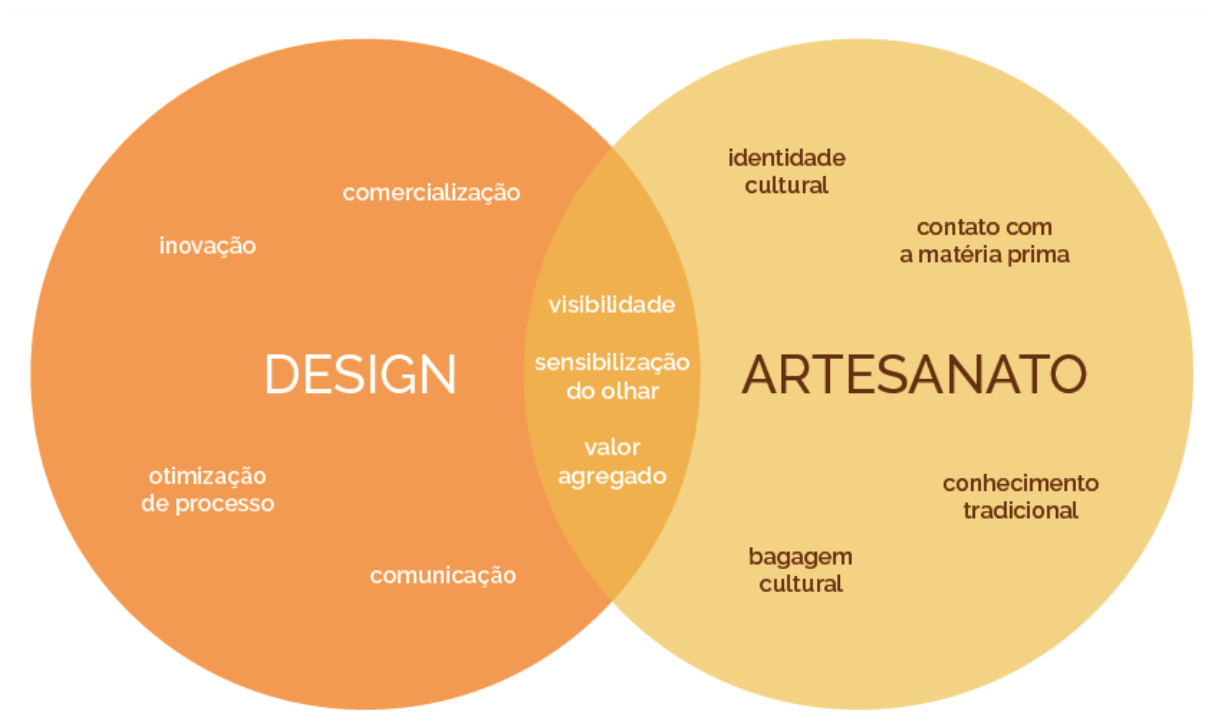 comercialização
inovação
DESIGN
otimização
de processo
comunicação
visibilidade
sensibilização
do olhar
valor
agregado
identidade
cultural
contato com
a matéria prima
ARTESANATO
conhecimento
tradicional
bagagem
cultural